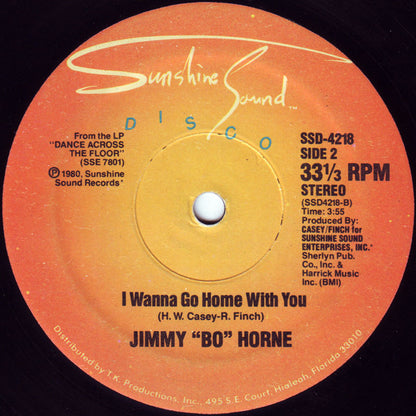 Sunshine Sound™
DISCO
From the LP
"DANCE ACROSS
THE FLOOR"
(SSE 7801)
℗ 1980, Sunshine
Sound Records*
SSD-4218
SIDE 2
33⅓ RPM
STEREO
(SSD4218-B)
Time: 3:55
Produced By:
CASEY/FINCH for
SUNSHINE SOUND
ENTERPRISES, INC.*
Sherlyn Pub.
Co., Inc. &
Harrick Music
Inc. (BMI)
I Wanna Go Home With You
(H. W. Casey-R. Finch)
JIMMY "BO" HORNE
Distributed by T.K. Productions, Inc., 495 S.E. Court, Hialeah, Florida 33010